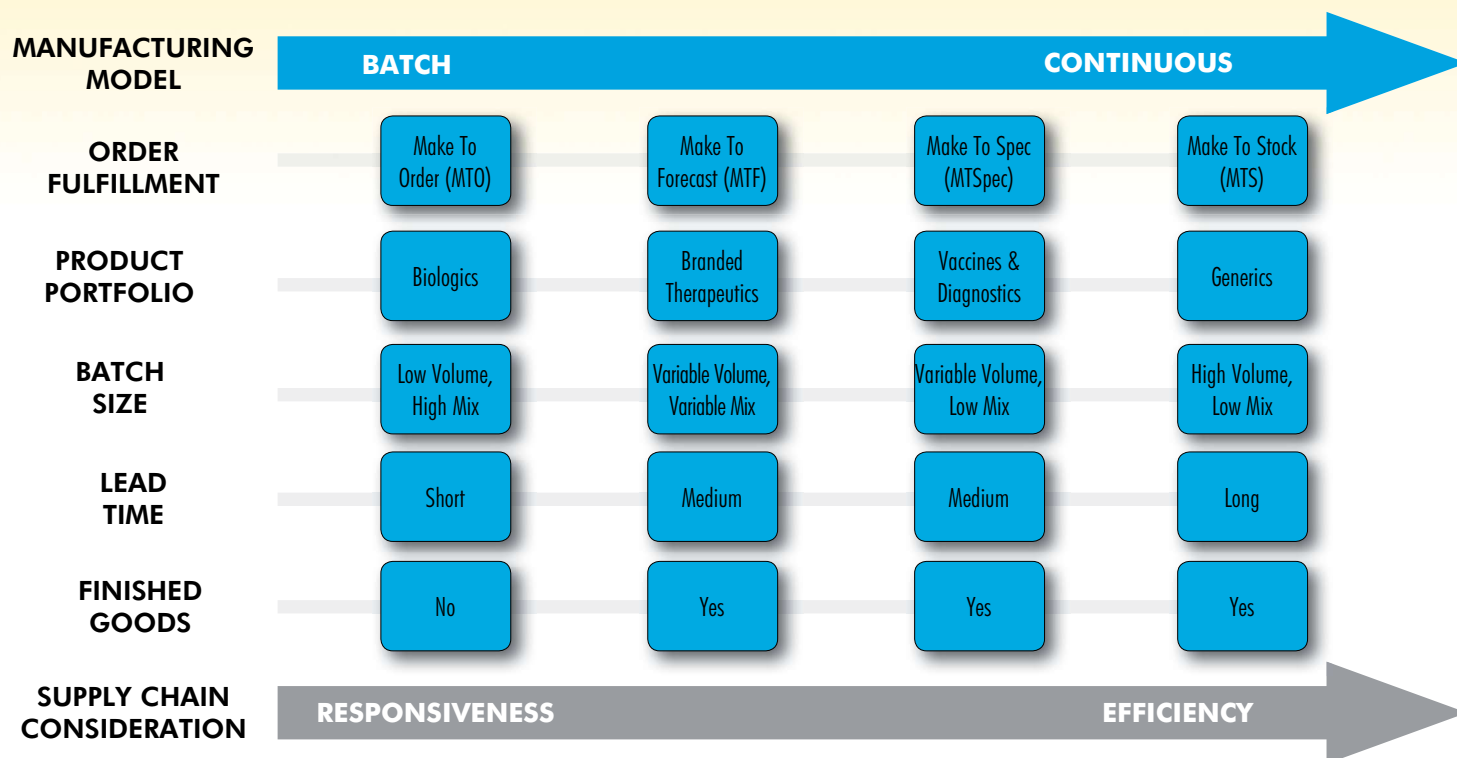 MANUFACTURING
MODEL
BATCH
CONTINUOUS
ORDER
FULFILLMENT
Make To
Order (MTO)
Make To
Forecast (MTF)
Make To Spec
(MTSpec)
Make To Stock
(MTS)
PRODUCT
PORTFOLIO
Biologics
Branded
Therapeutics
Vaccines &
Diagnostics
Generics
BATCH
SIZE
Low Volume,
High Mix
Variable Volume,
Variable Mix
Variable Volume,
Low Mix
High Volume,
Low Mix
LEAD
TIME
Short
Medium
Medium
Long
FINISHED
GOODS
No
Yes
Yes
Yes
SUPPLY CHAIN
CONSIDERATION
RESPONSIVENESS
EFFICIENCY